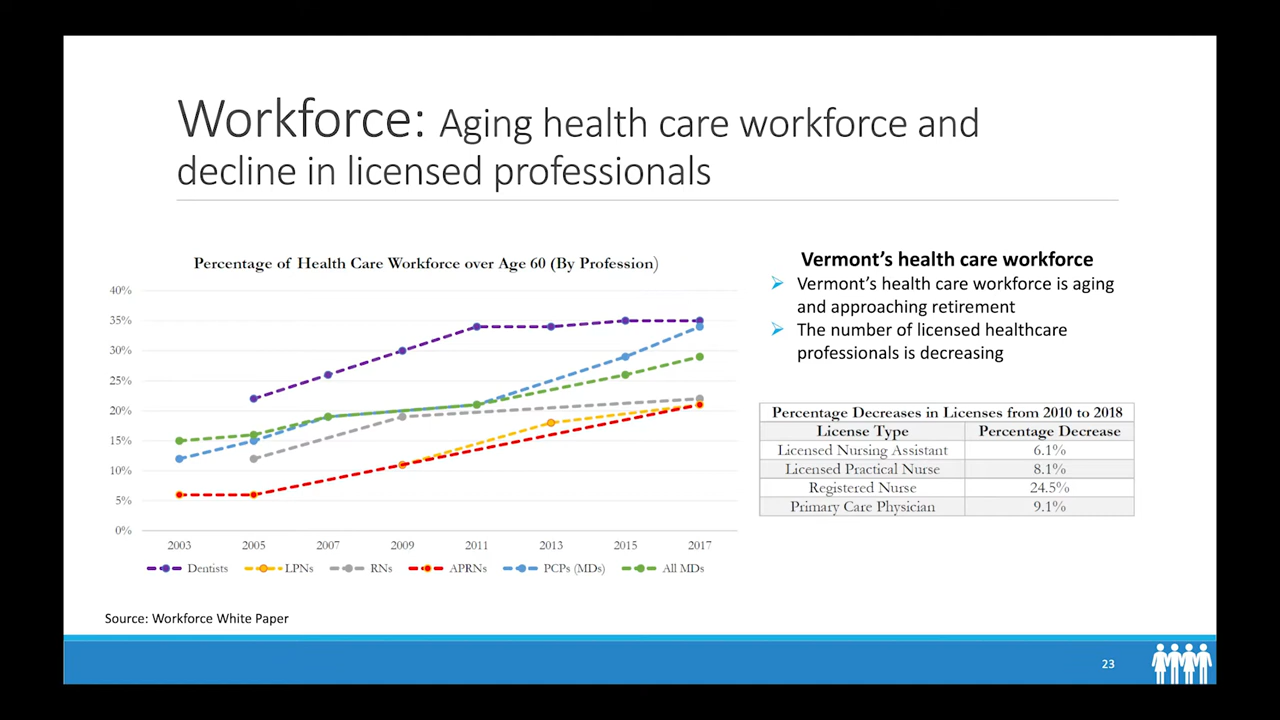 Workforce: Aging health care workforce and
decline in licensed professionals
Percentage of Health Care Workforce over Age 60 (By Profession)
40%
35%
30%
25%
20%
15%
10%
5%
0%
2003 2005 2007 2009 2011 2013 2015 2017
Dentists LPNs RNs APRNs PCPs (MDs) All MDs
Vermont’s health care workforce
Vermont’s health care workforce is aging
and approaching retirement
The number of licensed healthcare
professionals is decreasing
Percentage Decreases in Licenses from 2010 to 2018
License Type Percentage Decrease
Licensed Nursing Assistant 6.1%
Licensed Practical Nurse 8.1%
Registered Nurse 24.5%
Primary Care Physician 9.1%
Source: Workforce White Paper
23